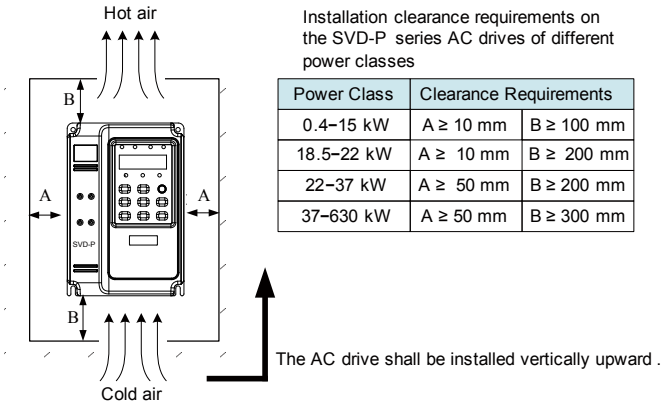 Hot air
Installation clearance requirements on
the SVD-P series AC drives of different
power classes
Power Class Clearance Requirements
0.4–15 kW A ≥ 10 mm B ≥ 100 mm
18.5–22 kW A ≥ 10 mm B ≥ 200 mm
22–37 kW A ≥ 50 mm B ≥ 200 mm
37–630 kW A ≥ 50 mm B ≥ 300 mm
B
A
A
SVD-P
B
The AC drive shall be installed vertically upward .
Cold air